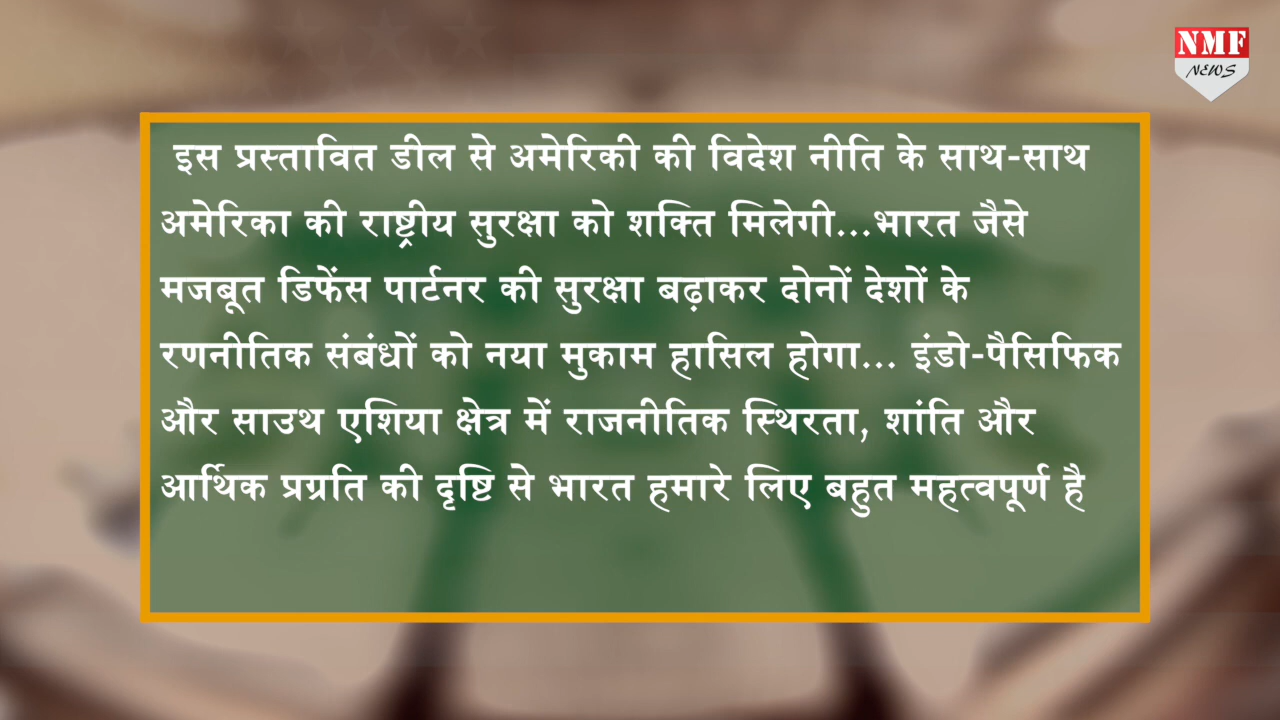 NMF
NEWS
इस प्रस्तावित डील से अमेरिकी की विदेश नीति के साथ-साथ
अमेरिका की राष्ट्रीय सुरक्षा को शक्ति मिलेगी...भारत जैसे
मजबूत डिफेंस पार्टनर की सुरक्षा बढ़ाकर दोनों देशों के
रणनीतिक संबंधों को नया मुकाम हासिल होगा... इंडो-पैसिफिक
और साउथ एशिया क्षेत्र में राजनीतिक स्थिरता, शांति और
आर्थिक प्रग्रति की दृष्टि से भारत हमारे लिए बहुत महत्वपूर्ण है